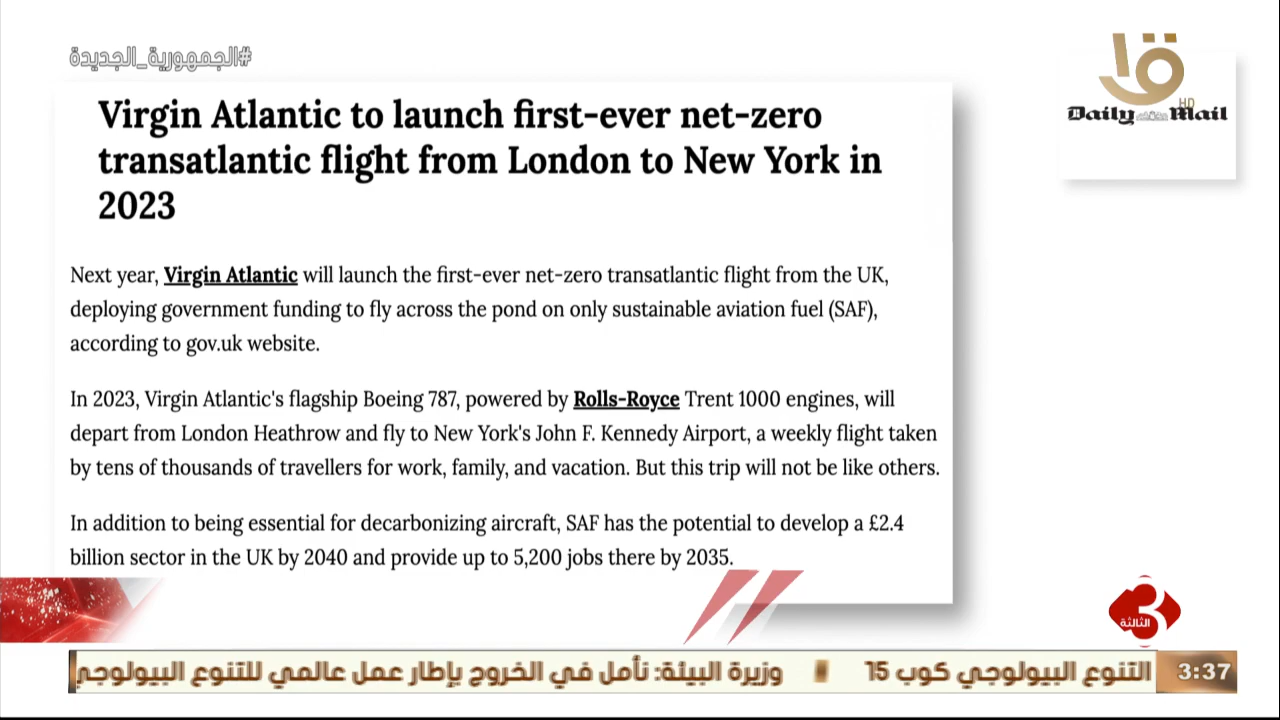 #الجمهورية_الجديدة
Virgin Atlantic to launch first-ever net-zero
transatlantic flight from London to New York in
2023
Next year, Virgin Atlantic will launch the first-ever net-zero transatlantic flight from the UK,
deploying government funding to fly across the pond on only sustainable aviation fuel (SAF),
according to gov.uk website.
In 2023, Virgin Atlantic's flagship Boeing 787, powered by Rolls-Royce Trent 1000 engines, will
depart from London Heathrow and fly to New York's John F. Kennedy Airport, a weekly flight taken
by tens of thousands of travellers for work, family, and vacation. But this trip will not be like others.
In addition to being essential for decarbonizing aircraft, SAF has the potential to develop a £2.4
billion sector in the UK by 2040 and provide up to 5,200 jobs there by 2035.
HD
Daily Mail
3
الثالثة
التنوع البيولوجي كوب 15 وزيرة البيئة: نأمل في الخروج بإطار عمل عالمي للتنوع البيولوجي
3:37